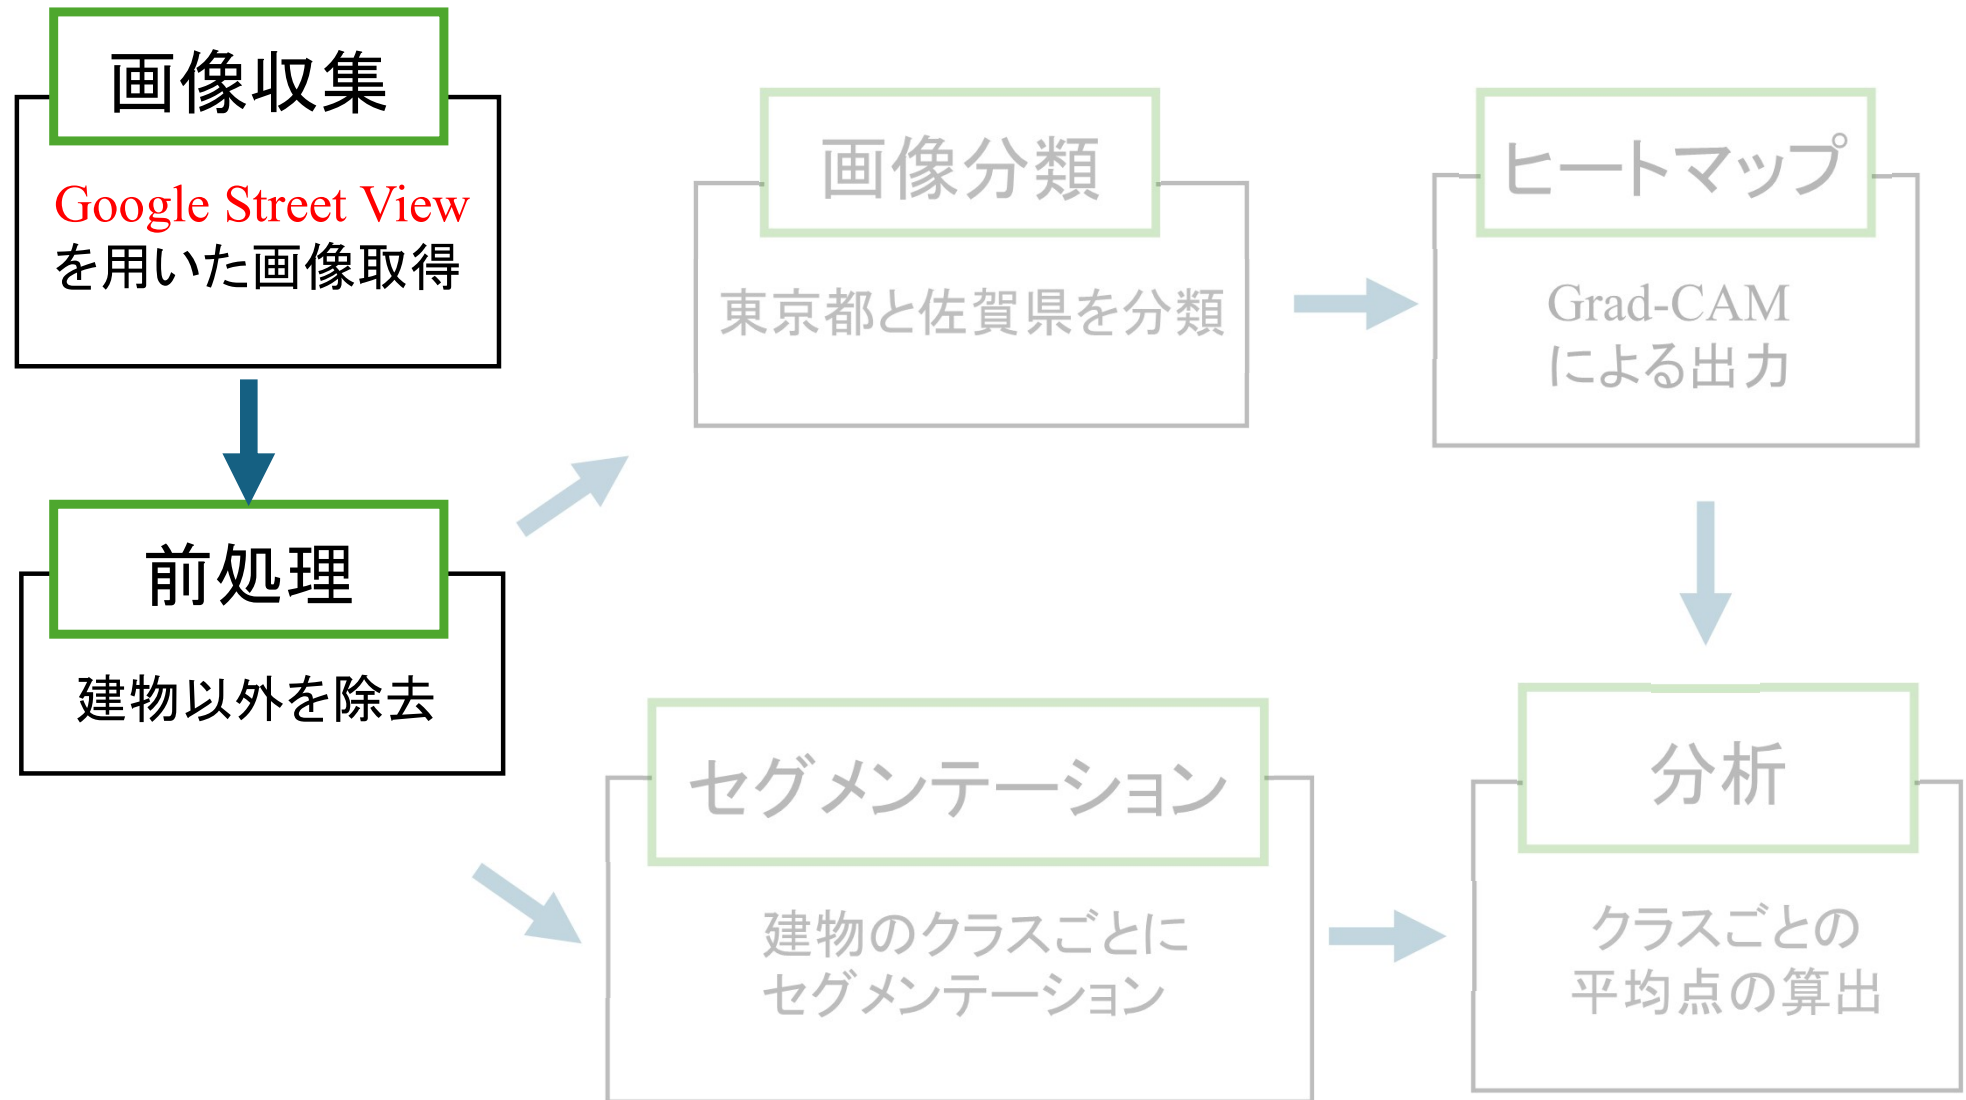 画像収集
Google Street View
を用いた画像取得
前処理
建物以外を除去
画像分類
東京都と佐賀県を分類
ヒートマップ
Grad-CAM
による出力
セグメンテーション
建物のクラスごとに
セグメンテーション
分析
クラスごとの
平均点の算出